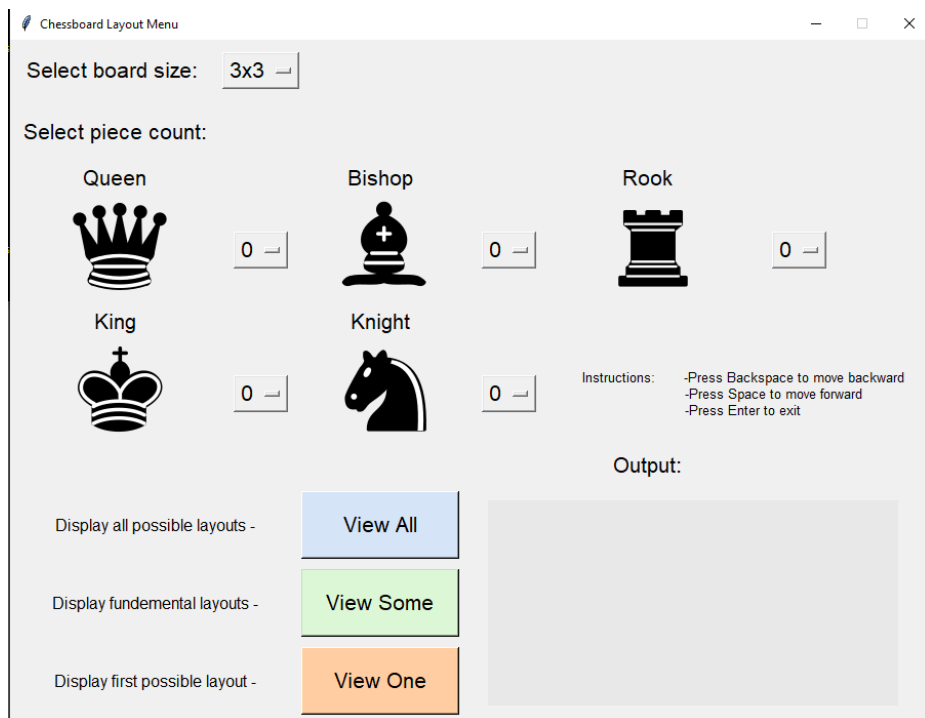 Chessboard Layout Menu
Select board size: 3x3
Select piece count:
Queen Bishop Rook
0 0 0
King Knight
0 0
Instructions: -Press Backspace to move backward
-Press Space to move forward
-Press Enter to exit
Output:
Display all possible layouts - View All
Display fundemental layouts - View Some
Display first possible layout - View One